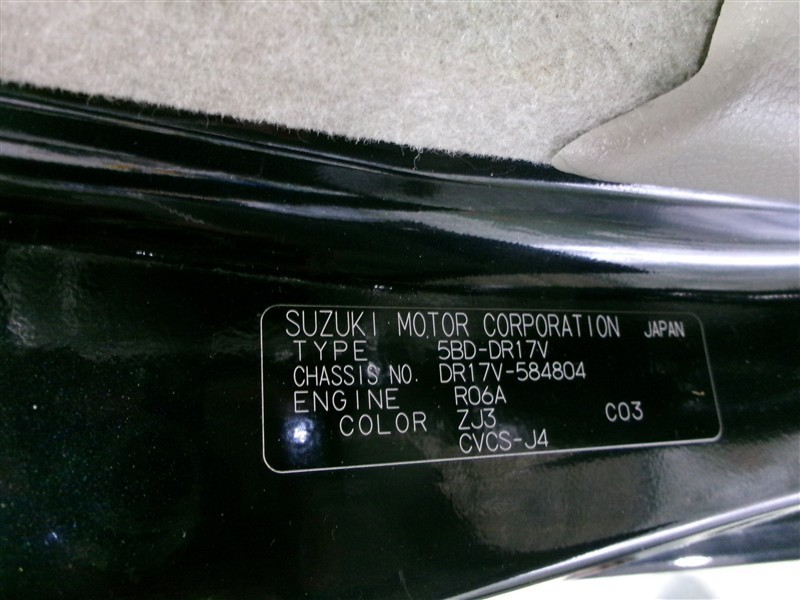 SUZUKI MOTOR CORPORATION JAPAN
TYPE 5BD-DR17V
CHASSIS NO. DR17V-584804
ENGINE R06A
COLOR ZJ3 C03
CVCS-J4